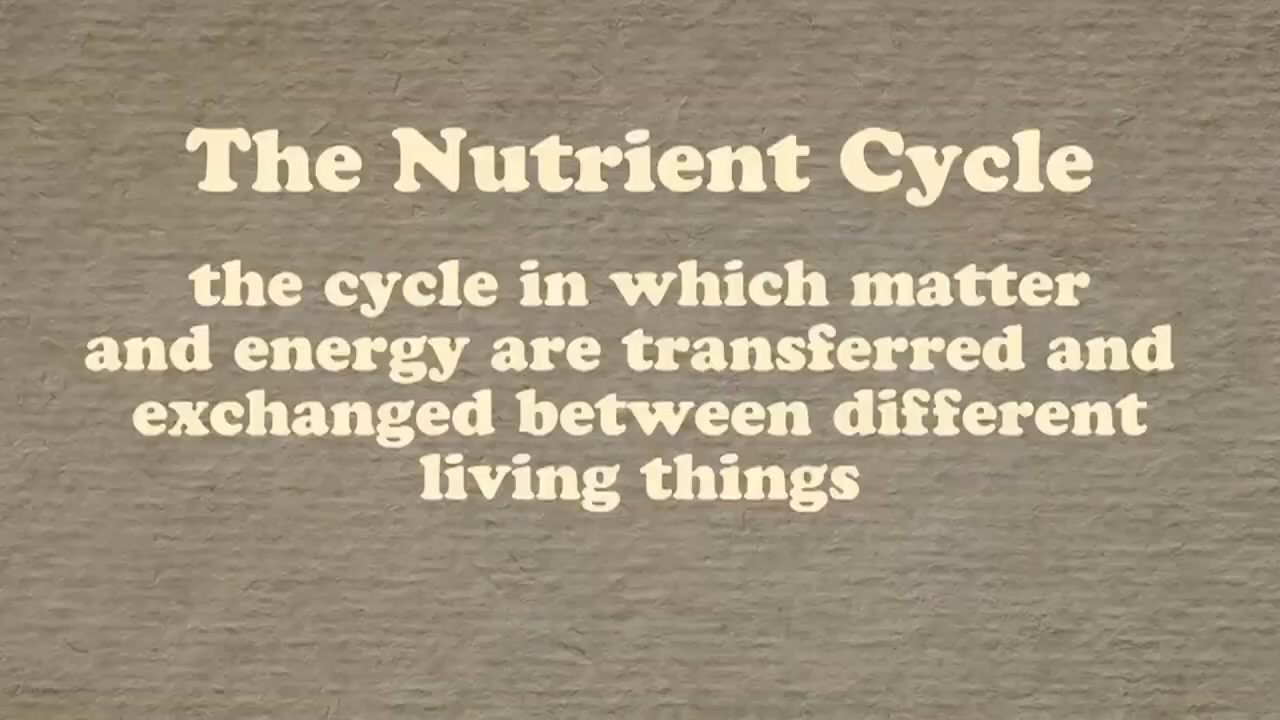 The Nutrient Cycle
the cycle in which matter
and energy are transferred and
exchanged between different
living things